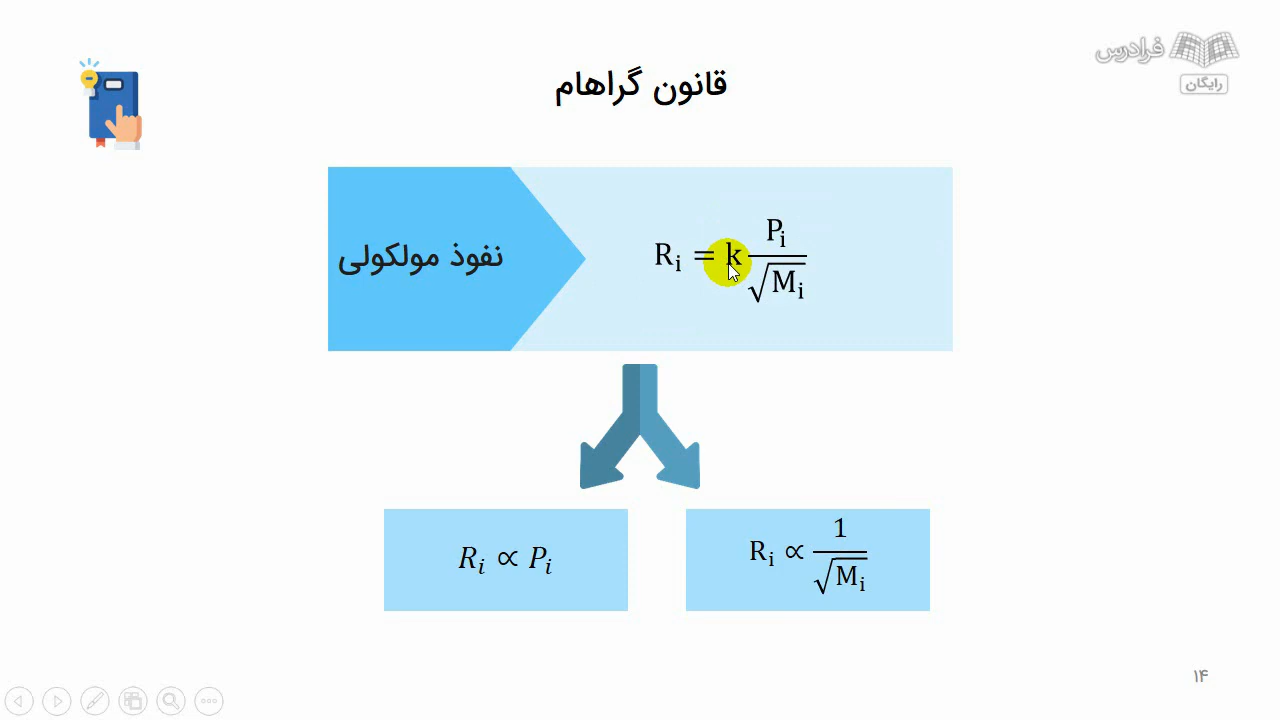 فرادرس
رایگان
قانون گراهام
نفوذ مولکولی
R_i = k P_i / √M_i
R_i ∝ P_i
R_i ∝ 1 / √M_i
۱۴